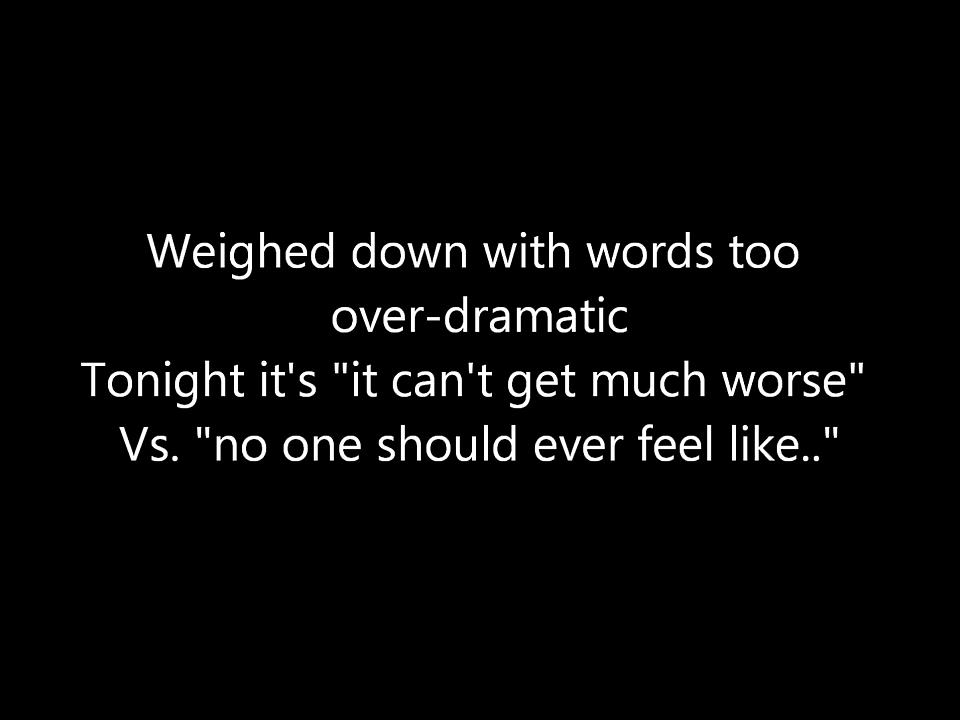 Weighed down with words too
over-dramatic
Tonight it's "it can't get much worse"
Vs. "no one should ever feel like.."